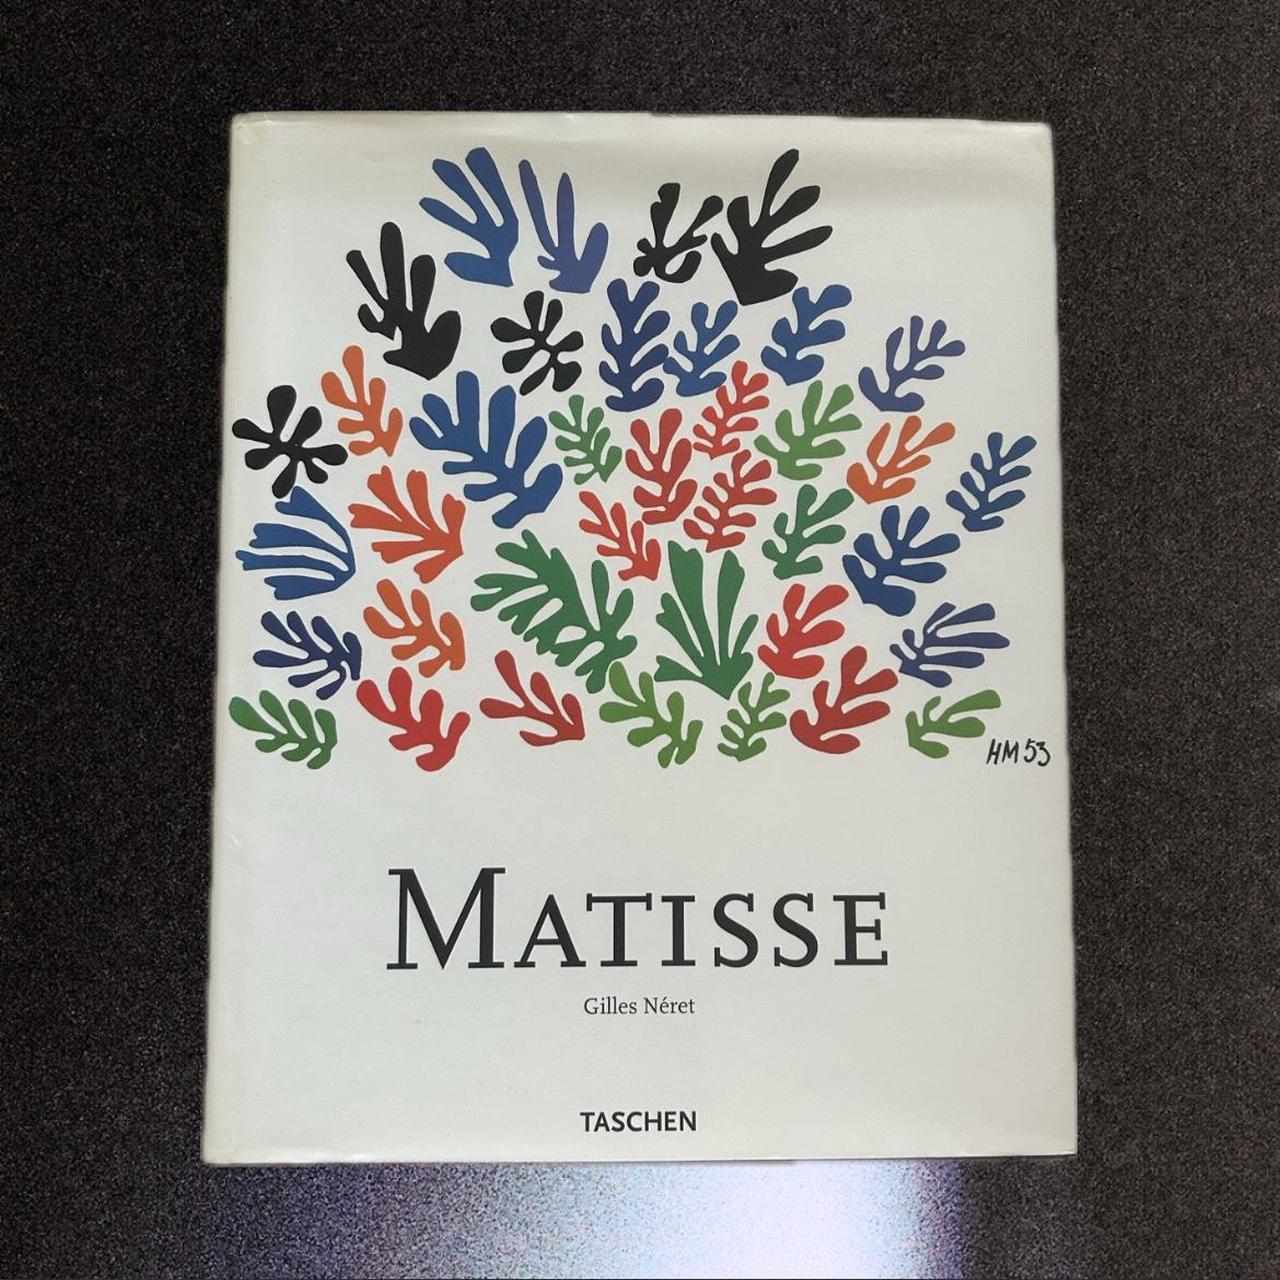 HM 53
MATISSE
Gilles Néret
TASCHEN